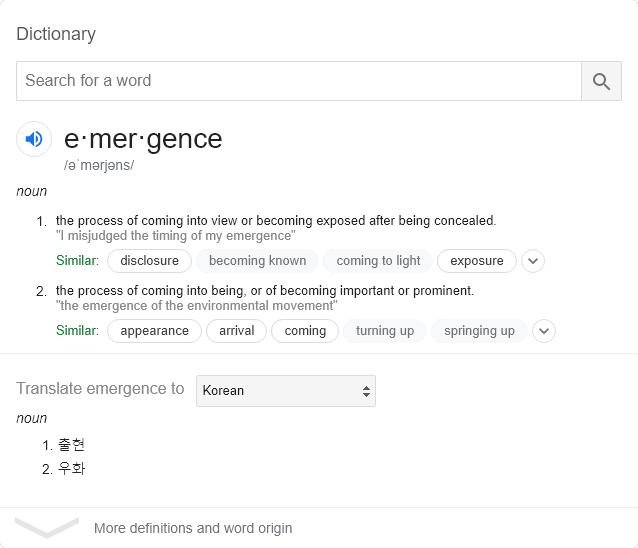 Dictionary
Search for a word
e·mer·gence
/əˈmərjəns/
noun
1. the process of coming into view or becoming exposed after being concealed.
"I misjudged the timing of my emergence"
Similar: disclosure becoming known coming to light exposure
2. the process of coming into being, or of becoming important or prominent.
"the emergence of the environmental movement"
Similar: appearance arrival coming turning up springing up
Translate emergence to Korean
noun
1. 출현
2. 우화
More definitions and word origin